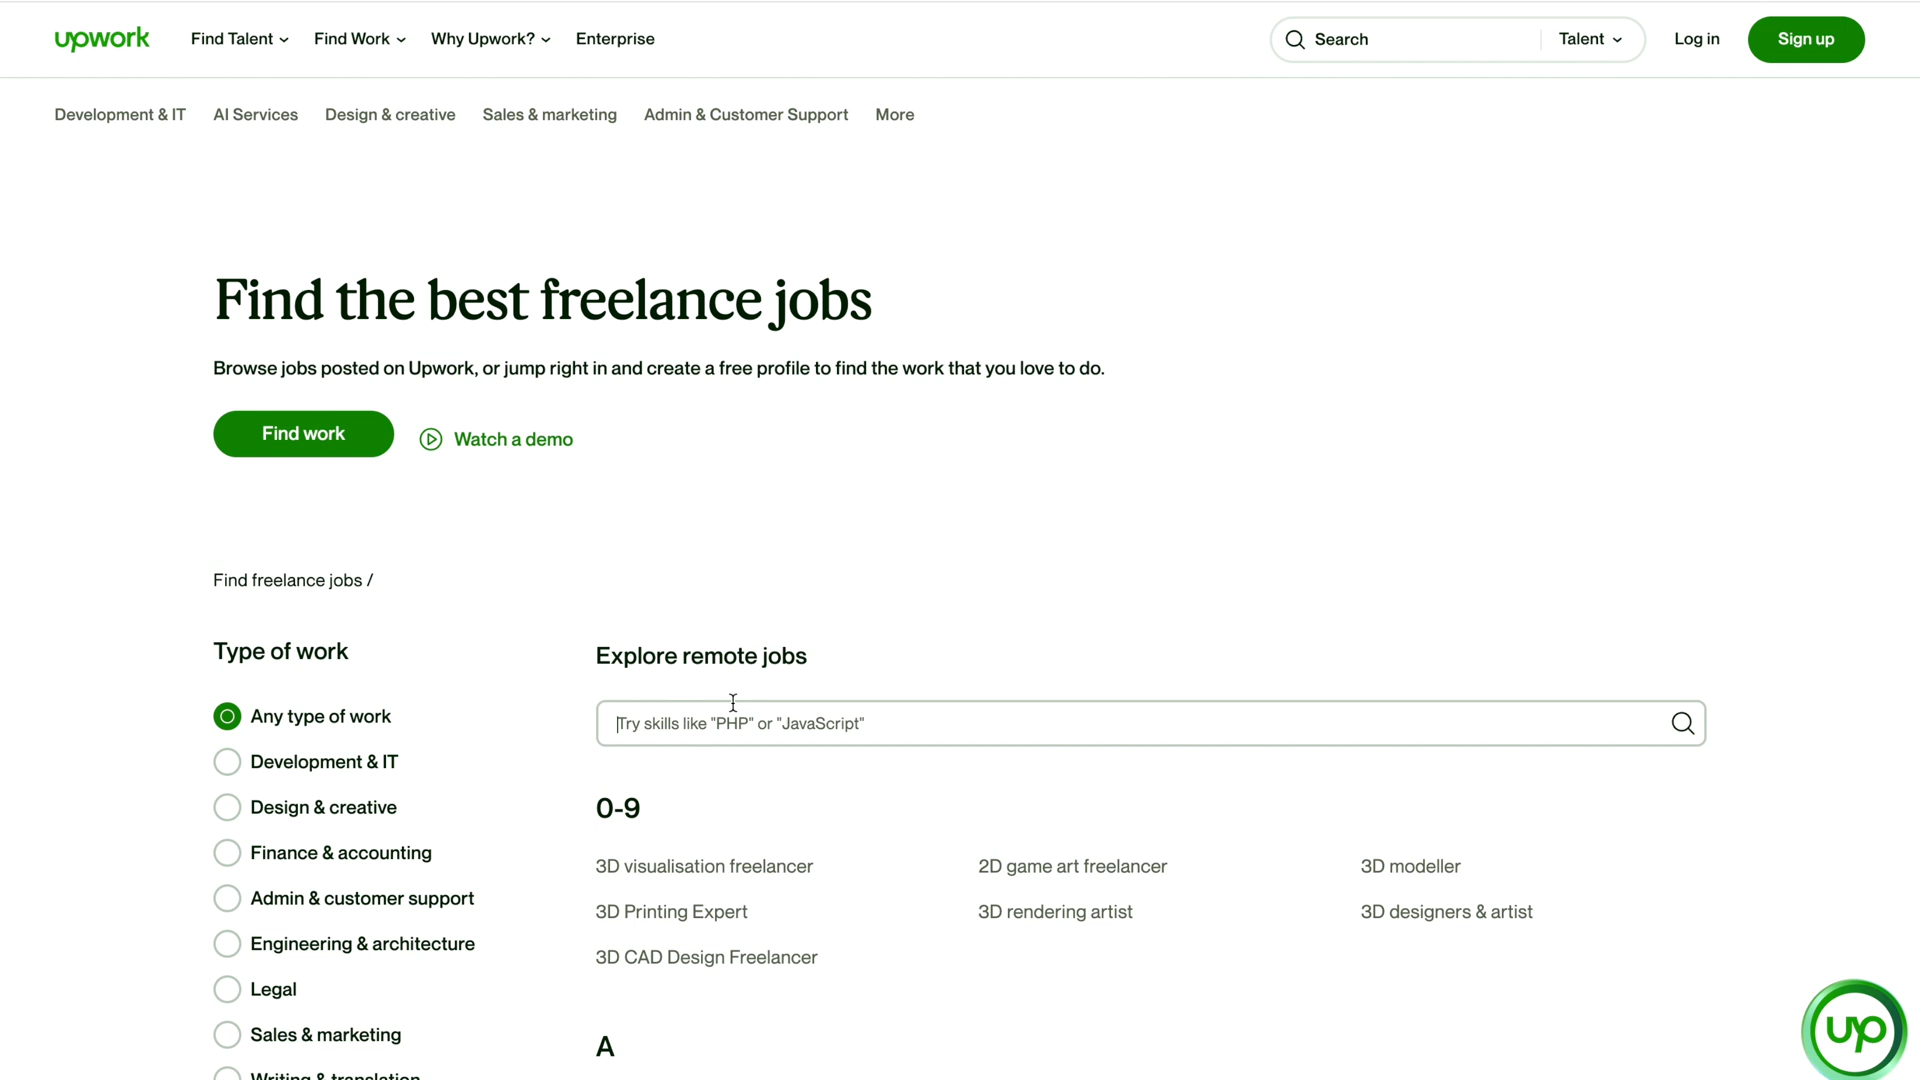 upwork
Find Talent
Find Work
Why Upwork?
Enterprise
Search
Talent
Log in
Sign up
Development & IT
AI Services
Design & creative
Sales & marketing
Admin & Customer Support
More
Find the best freelance jobs
Browse jobs posted on Upwork, or jump right in and create a free profile to find the work that you love to do.
Find work
Watch a demo
Find freelance jobs /
Type of work
Any type of work
Development & IT
Design & creative
Finance & accounting
Admin & customer support
Engineering & architecture
Legal
Sales & marketing
Writing & translation
Explore remote jobs
Try skills like "PHP" or "JavaScript"
0-9
3D visualisation freelancer
2D game art freelancer
3D modeller
3D Printing Expert
3D rendering artist
3D designers & artist
3D CAD Design Freelancer
A
up